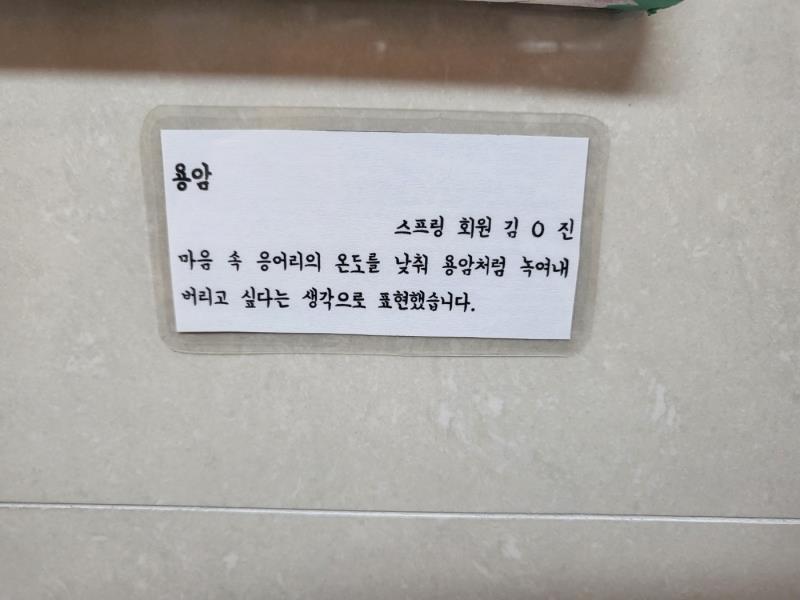 용암
스프링 회원 김 O 진
마음 속 응어리의 온도를 낮춰 용암처럼 녹여내
버리고 싶다는 생각으로 표현했습니다.